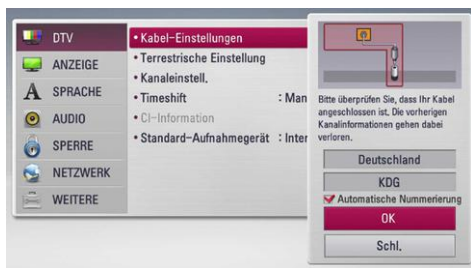 DTV
ANZEIGE
A SPRACHE
AUDIO
SPERRE
NETZWERK
WEITERE
• Kabel-Einstellungen
• Terrestrische Einstellung
• Kanaleinstell.
• Timeshift : Man
• CI-Information
• Standard-Aufnahmegerät : Inter
Bitte überprüfen Sie, dass Ihr Kabel
angeschlossen ist. Die vorherigen
Kanalinformationen gehen dabei
verloren.
Deutschland
KDG
Automatische Nummerierung
OK
Schl.